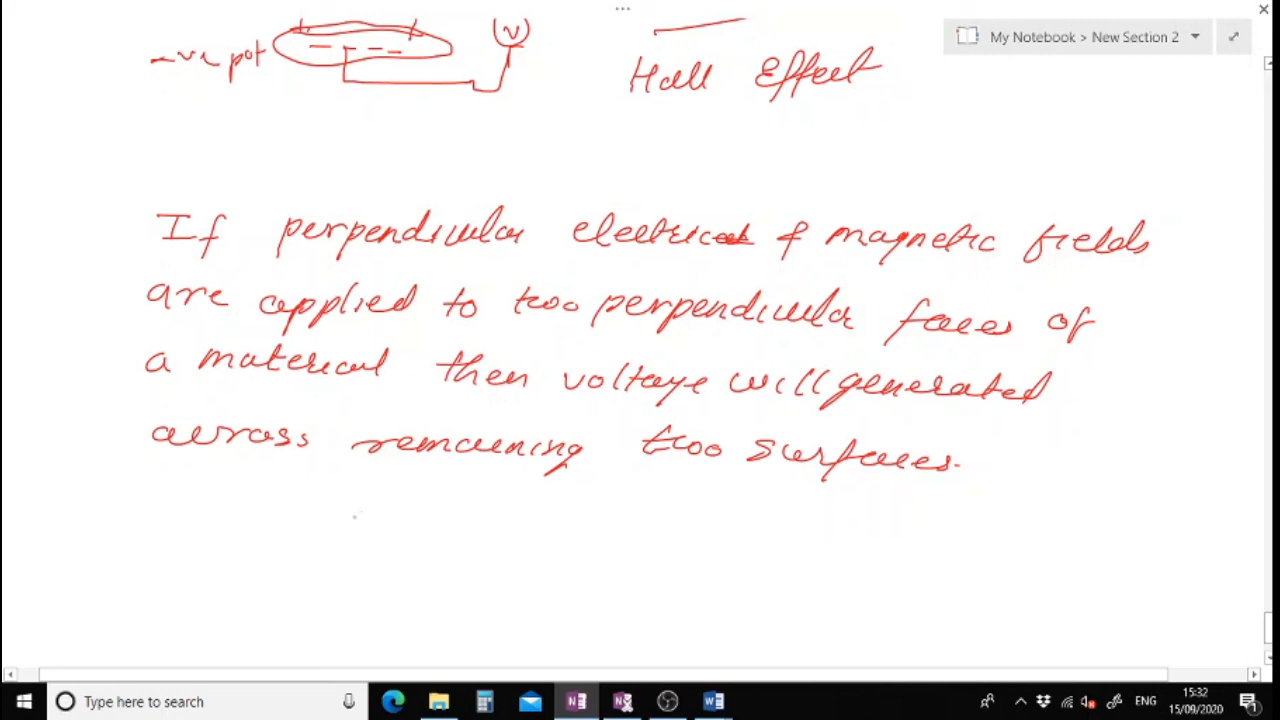 My Notebook > New Section 2
-ve pot
V
Hall Effect
If perpendicular electric & magnetic fields
are applied to two perpendicular faces of
a material then voltage will generated
across remaining two surfaces.
Type here to search
ENG
15:32
15/09/2020
1